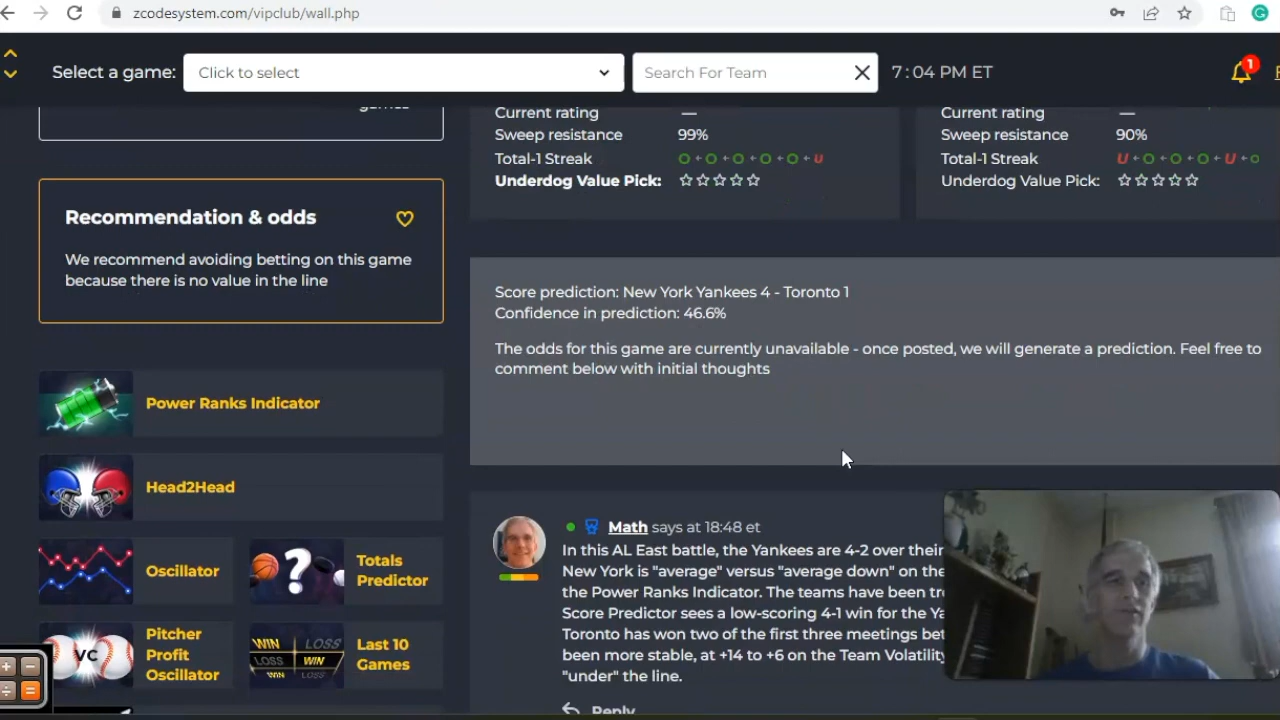 zcodesystem.com/vipclub/wall.php
Select a game:
Click to select
Search For Team
7:04 PM ET
1
games
Recommendation & odds
We recommend avoiding betting on this game
because there is no value in the line
Power Ranks Indicator
Head2Head
Oscillator
?
Totals
Predictor
VC
Pitcher
Profit
Oscillator
WIN LOSS
LOSS WIN
WIN LOSS
Last 10
Games
Current rating —
Sweep resistance 99%
Total-1 Streak O O O O O U
Underdog Value Pick:
Current rating —
Sweep resistance 90%
Total-1 Streak U O O O U O
Underdog Value Pick:
Score prediction: New York Yankees 4 - Toronto 1
Confidence in prediction: 46.6%
The odds for this game are currently unavailable - once posted, we will generate a prediction. Feel free to
comment below with initial thoughts
Math says at 18:48 et
In this AL East battle, the Yankees are 4-2 over their
New York is "average" versus "average down" on the
the Power Ranks Indicator. The teams have been
Score Predictor sees a low-scoring 4-1 win for the
Toronto has won two of the first three meetings
been more stable, at +14 to +6 on the Team Volatility
"under" the line.
Reply